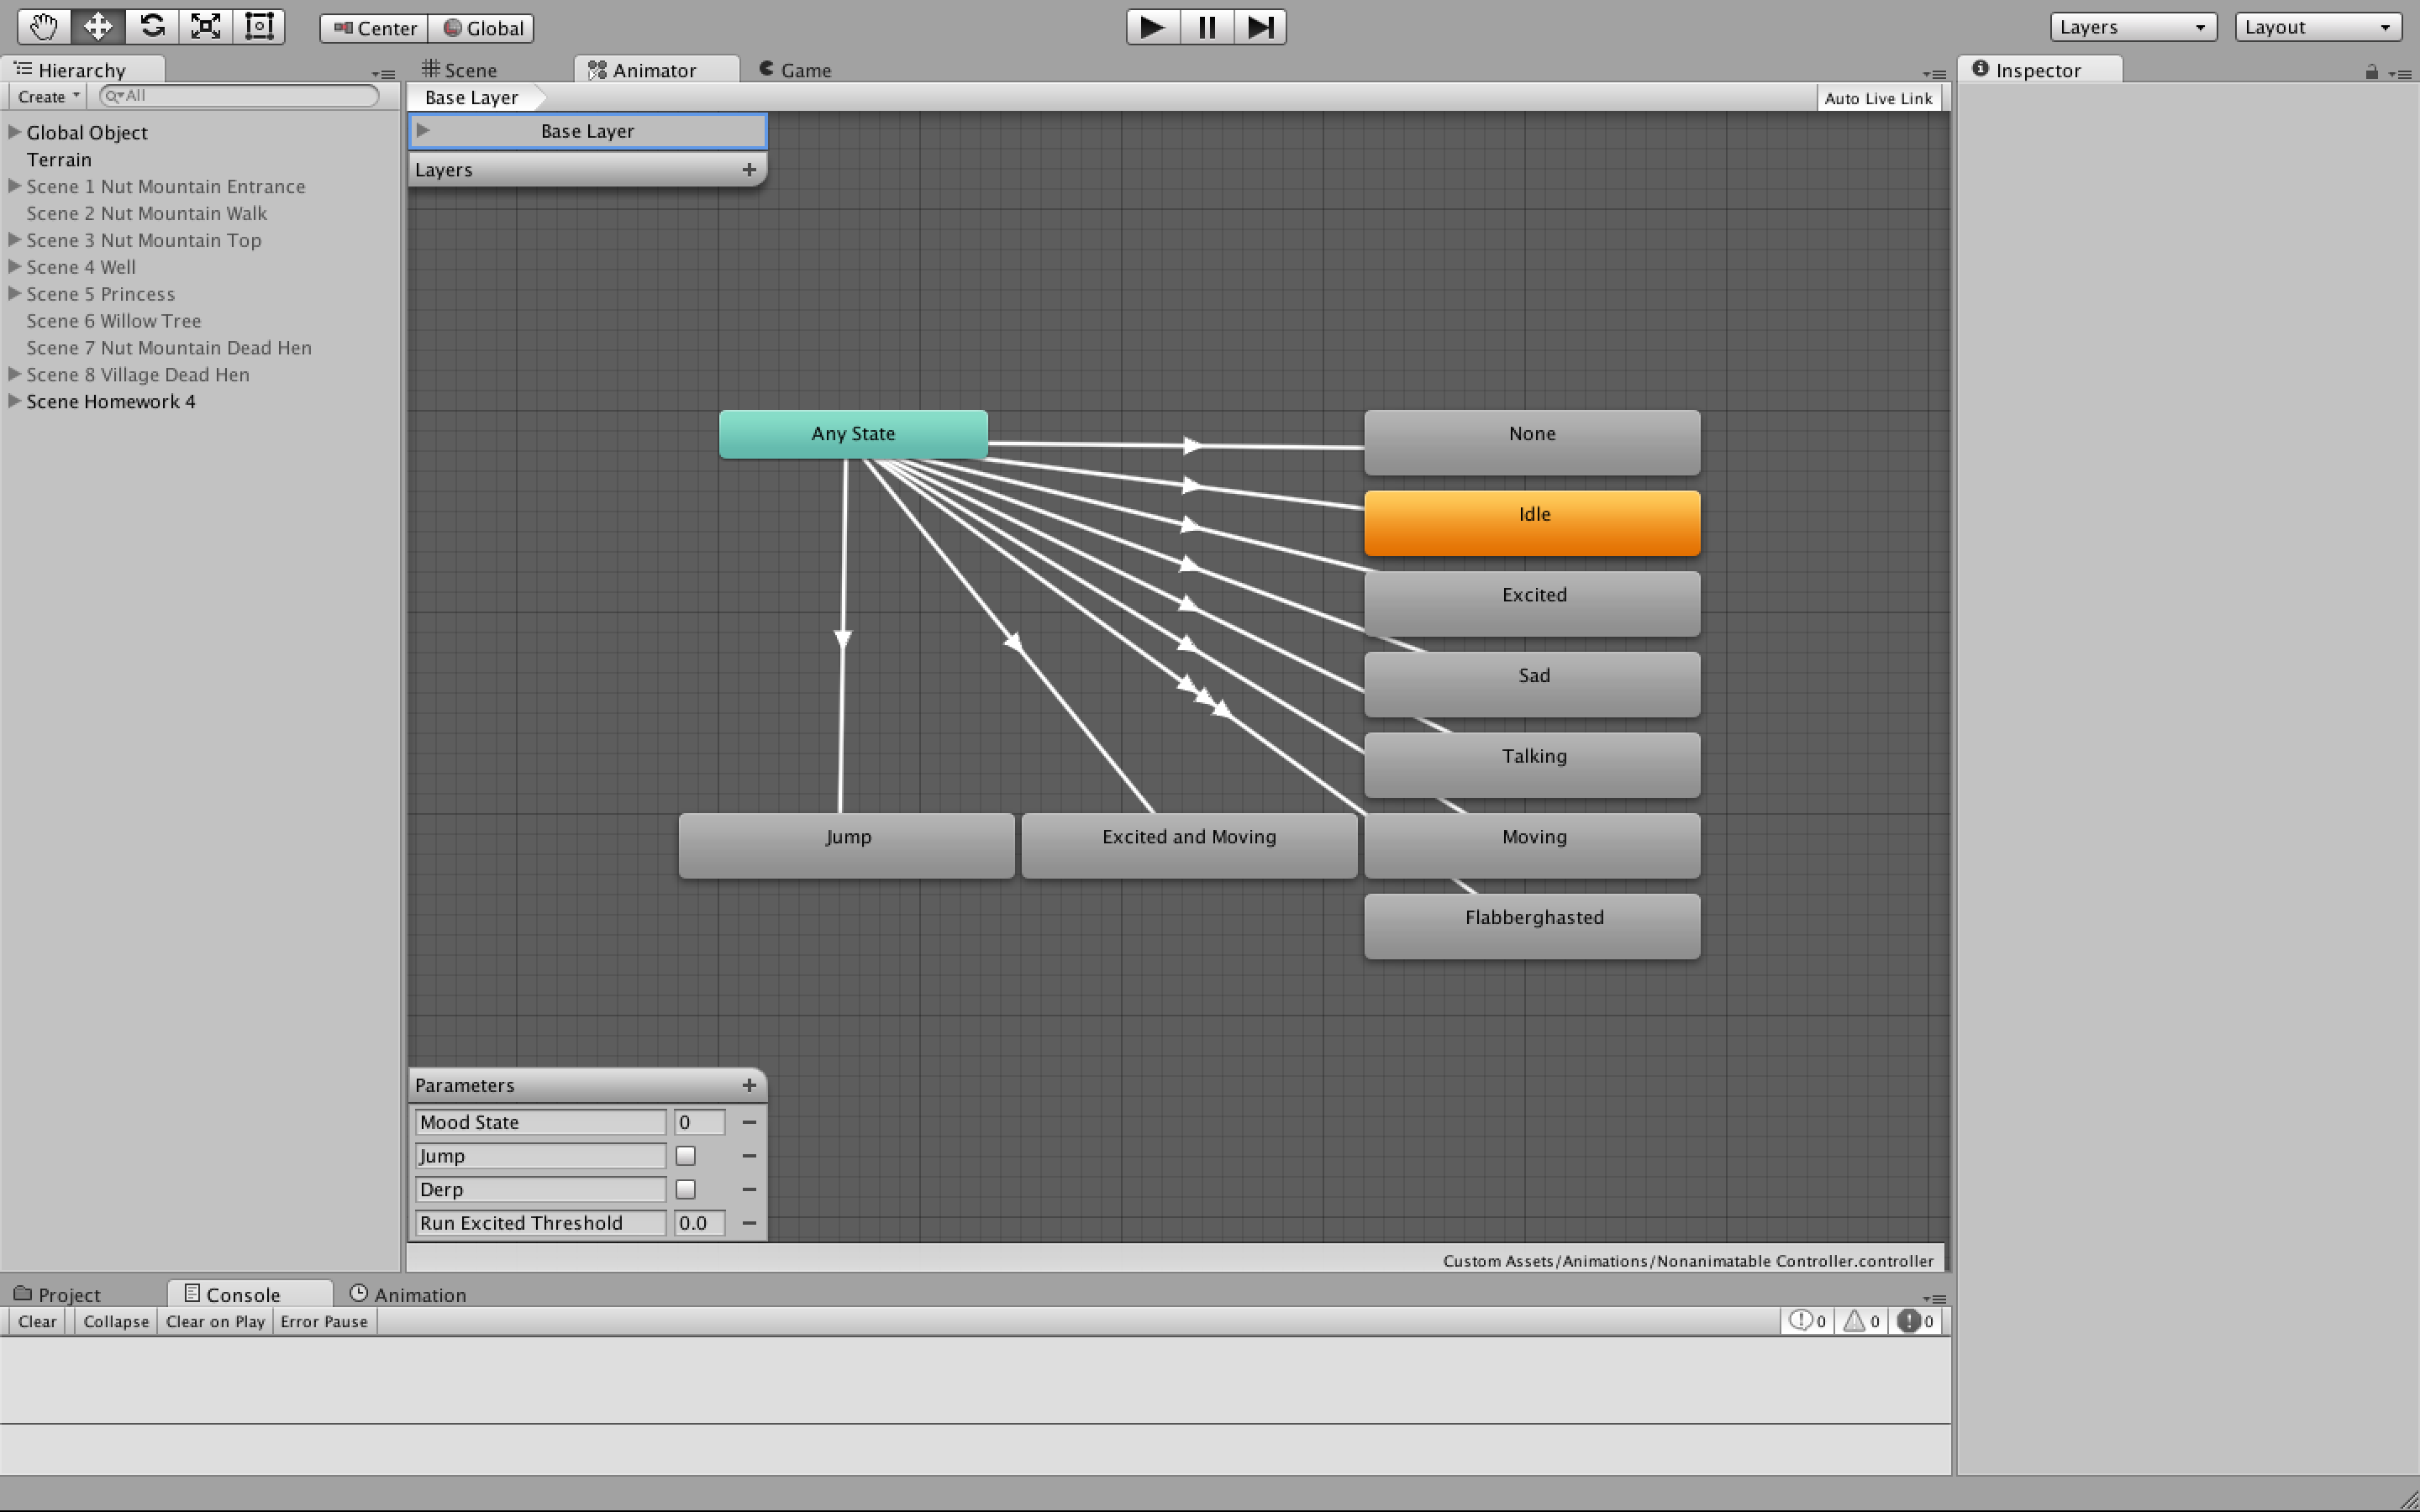 Center Global
Layers Layout
Hierarchy
Scene Animator Game
Inspector
Create All
Base Layer
Auto Live Link
Global Object
Terrain
Scene 1 Nut Mountain Entrance
Scene 2 Nut Mountain Walk
Scene 3 Nut Mountain Top
Scene 4 Well
Scene 5 Princess
Scene 6 Willow Tree
Scene 7 Nut Mountain Dead Hen
Scene 8 Village Dead Hen
Scene Homework 4
Base Layer
Layers +
Any State
None
Idle
Excited
Sad
Talking
Jump
Excited and Moving
Moving
Flabberghasted
Parameters +
Mood State 0 −
Jump −
Derp −
Run Excited Threshold 0.0 −
Custom Assets/Animations/Nonanimatable Controller.controller
Project Console Animation
Clear Collapse Clear on Play Error Pause
0 0 0